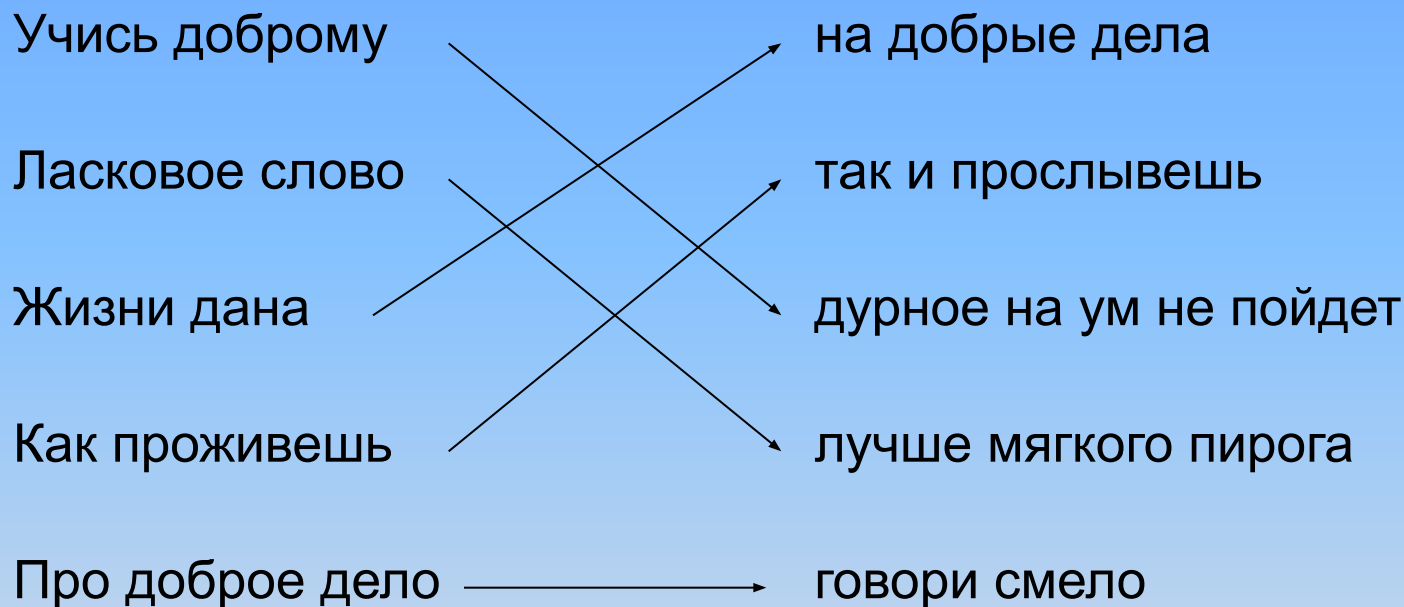 Учись доброму
на добрые дела
Ласковое слово
так и прослывешь
Жизни дана
дурное на ум не пойдет
Как проживешь
лучше мягкого пирога
Про доброе дело
говори смело